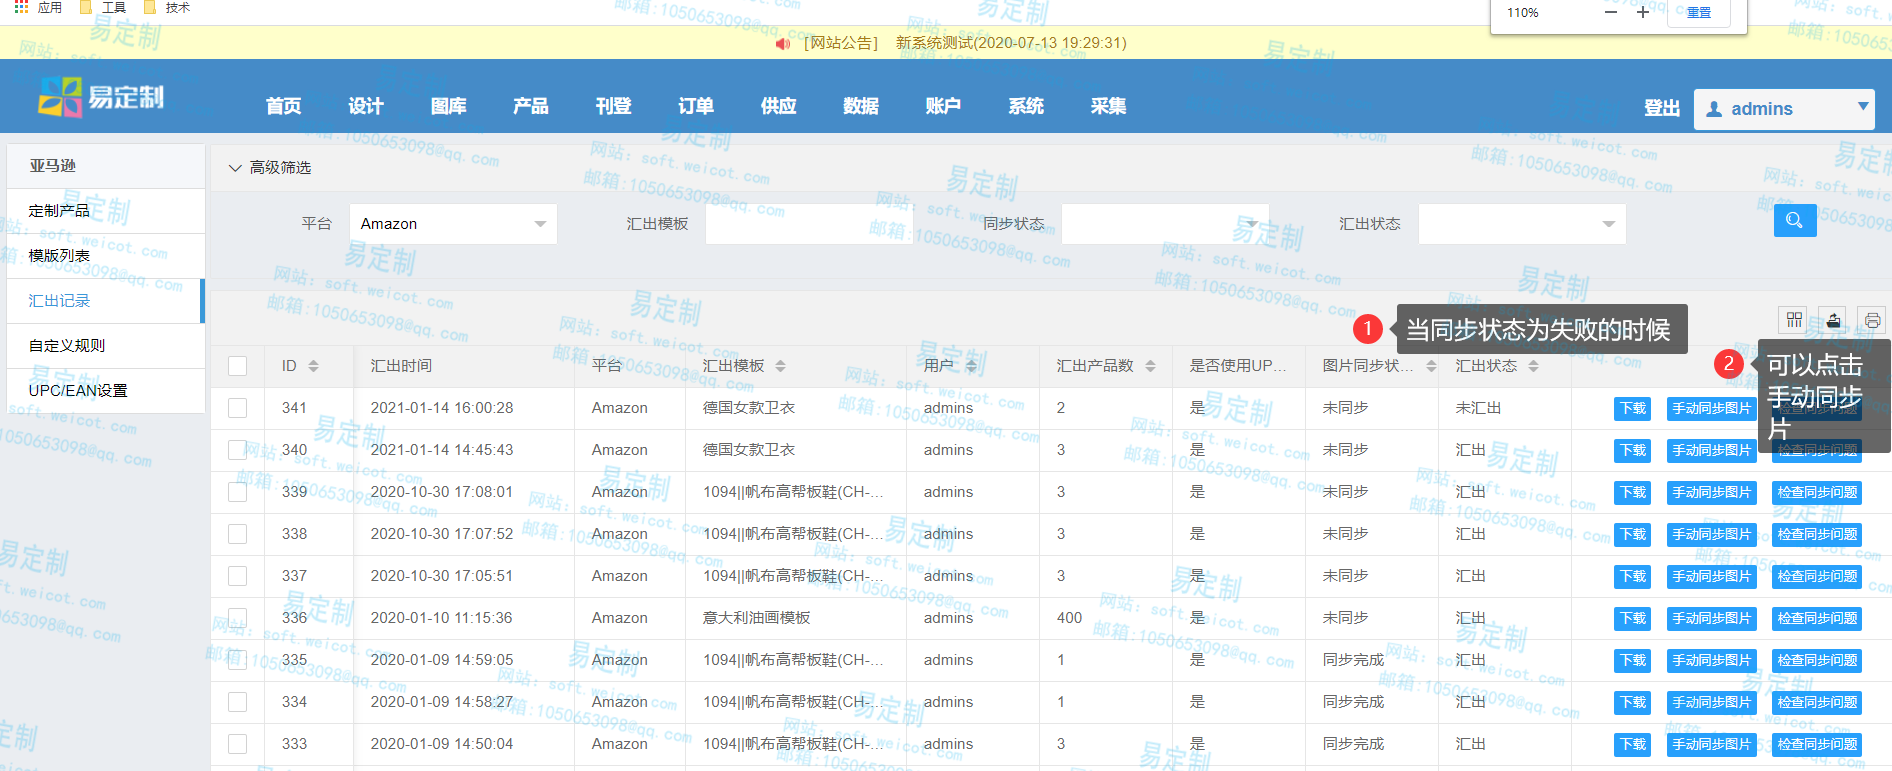 应用 工具 技术
110% 重置
[网站公告] 新系统测试(2020-07-13 19:29:31)
易定制 首页 设计 图库 产品 刊登 订单 供应 数据 账户 系统 采集 登出 admins
亚马逊
定制产品
模版列表
汇出记录
自定义规则
UPC/EAN设置
高级筛选
平台 Amazon 汇出模板 同步状态 汇出状态
1 当同步状态为失败的时候
2 可以点击
手动同步
片
ID 汇出时间 平台 汇出模板 用户 汇出产品数 是否使用UP... 图片同步状... 汇出状态
341 2021-01-14 16:00:28 Amazon 德国女款卫衣 admins 2 是 未同步 未汇出 下载 手动同步图片 检查同步问题
340 2021-01-14 14:45:43 Amazon 德国女款卫衣 admins 3 是 未同步 汇出 下载 手动同步图片 检查同步问题
339 2020-10-30 17:08:01 Amazon 1094||帆布高帮板鞋(CH-... admins 3 是 未同步 汇出 下载 手动同步图片 检查同步问题
338 2020-10-30 17:07:52 Amazon 1094||帆布高帮板鞋(CH-... admins 3 是 未同步 汇出 下载 手动同步图片 检查同步问题
337 2020-10-30 17:05:51 Amazon 1094||帆布高帮板鞋(CH-... admins 3 是 未同步 汇出 下载 手动同步图片 检查同步问题
336 2020-01-10 11:15:36 Amazon 意大利油画模板 admins 400 是 未同步 汇出 下载 手动同步图片 检查同步问题
335 2020-01-09 14:59:05 Amazon 1094||帆布高帮板鞋(CH-... admins 1 是 同步完成 汇出 下载 手动同步图片 检查同步问题
334 2020-01-09 14:58:27 Amazon 1094||帆布高帮板鞋(CH-... admins 1 是 同步完成 汇出 下载 手动同步图片 检查同步问题
333 2020-01-09 14:50:04 Amazon 1094||帆布高帮板鞋(CH-... admins 3 是 同步完成 汇出 下载 手动同步图片 检查同步问题
易定制
网站: soft.weicot.com
邮箱:1050653098@qq.com